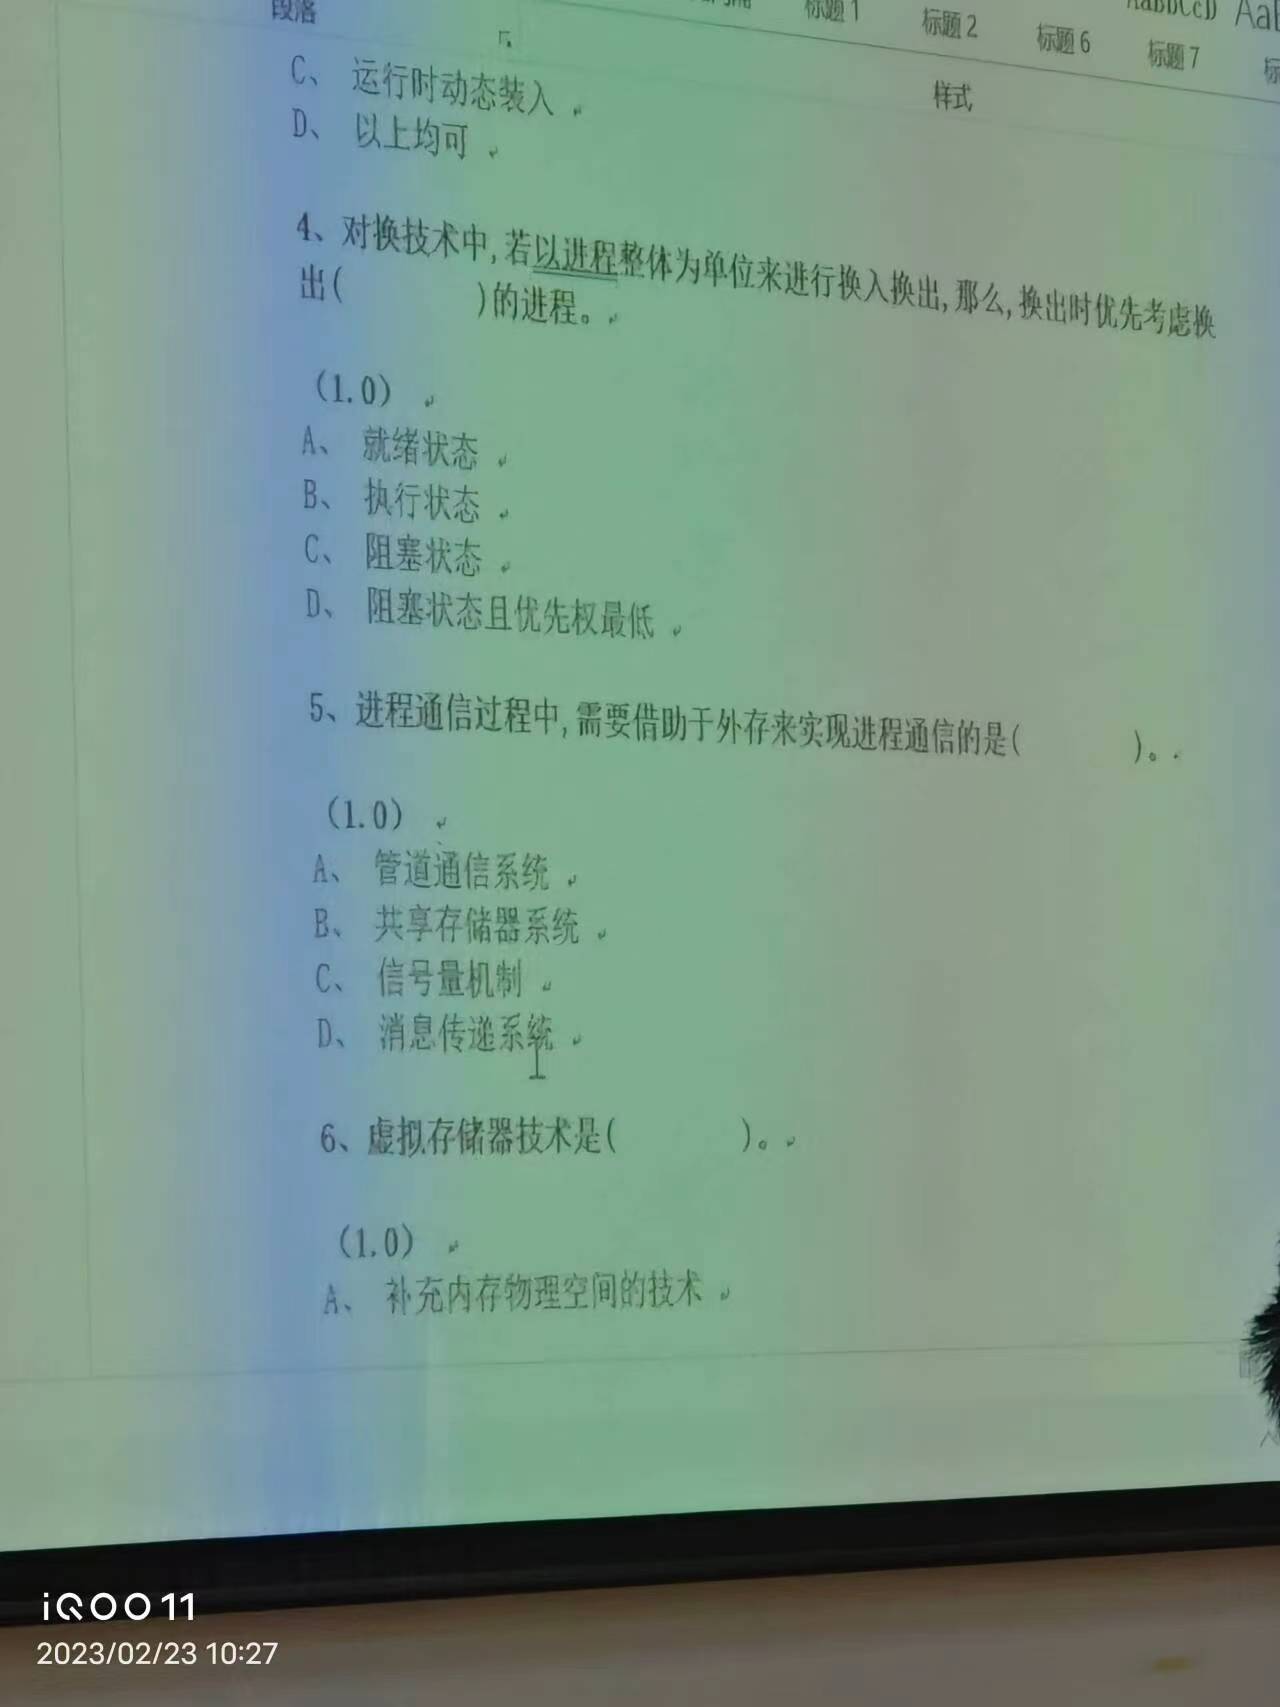 段落
标题 1
标题 2
标题 6
标题 7
AaBbCcD
样式
C、 运行时动态装入
D、 以上均可
4、对换技术中,若以进程整体为单位来进行换入换出,那么,换出时优先考虑换
出( )的进程。
(1.0)
A、 就绪状态
B、 执行状态
C、 阻塞状态
D、 阻塞状态且优先权最低
5、进程通信过程中,需要借助于外存来实现进程通信的是( )。
(1.0)
A、 管道通信系统
B、 共享存储器系统
C、 信号量机制
D、 消息传递系统
6、虚拟存储器技术是( )。
(1.0)
A、 补充内存物理空间的技术
iQOO 11
2023/02/23 10:27